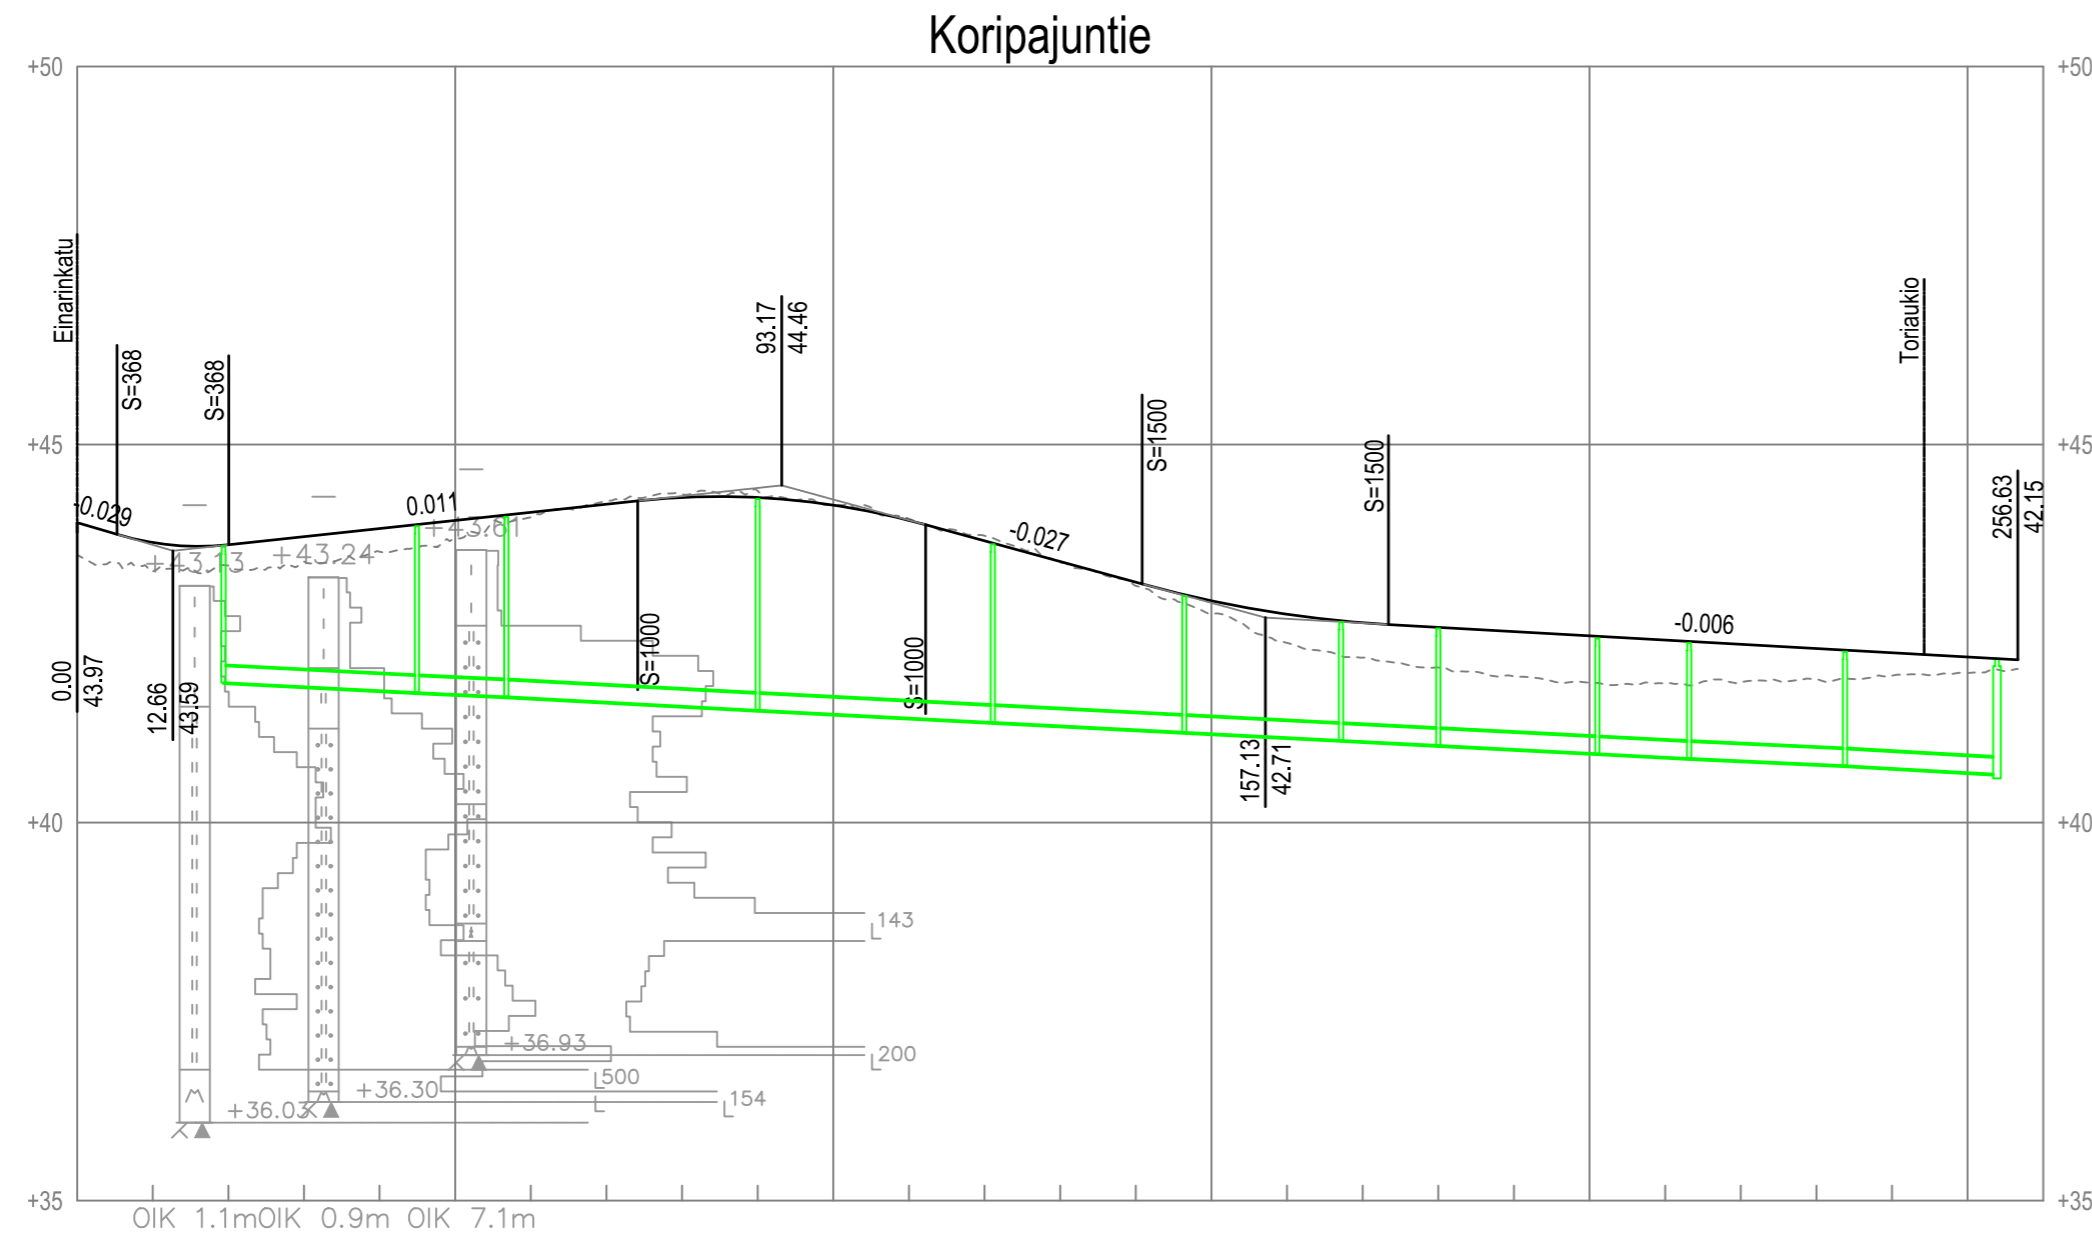 Koripajuntie
+50
+50
Einarinkatu
S=368
S=368
93.17
44.46
S=1500
S=1500
Toriaukio
256.63
42.15
+45
+45
-0.029
0.011
-0.027
-0.006
+43.13
+43.24
+43.61
0.00
43.97
12.66
43.59
S=1000
S=1000
157.13
42.71
+40
+40
143
+36.93
200
500
+36.30
154
+36.03
+35
+35
OIK 1.1m
OIK 0.9m
OIK 7.1m